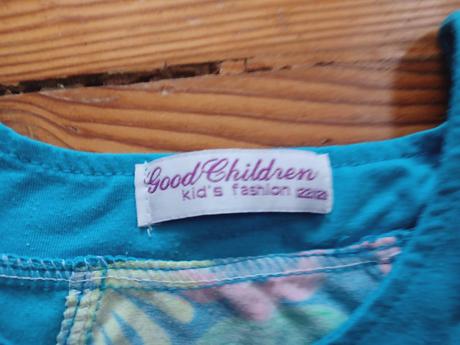 Good Children
kid's fashion